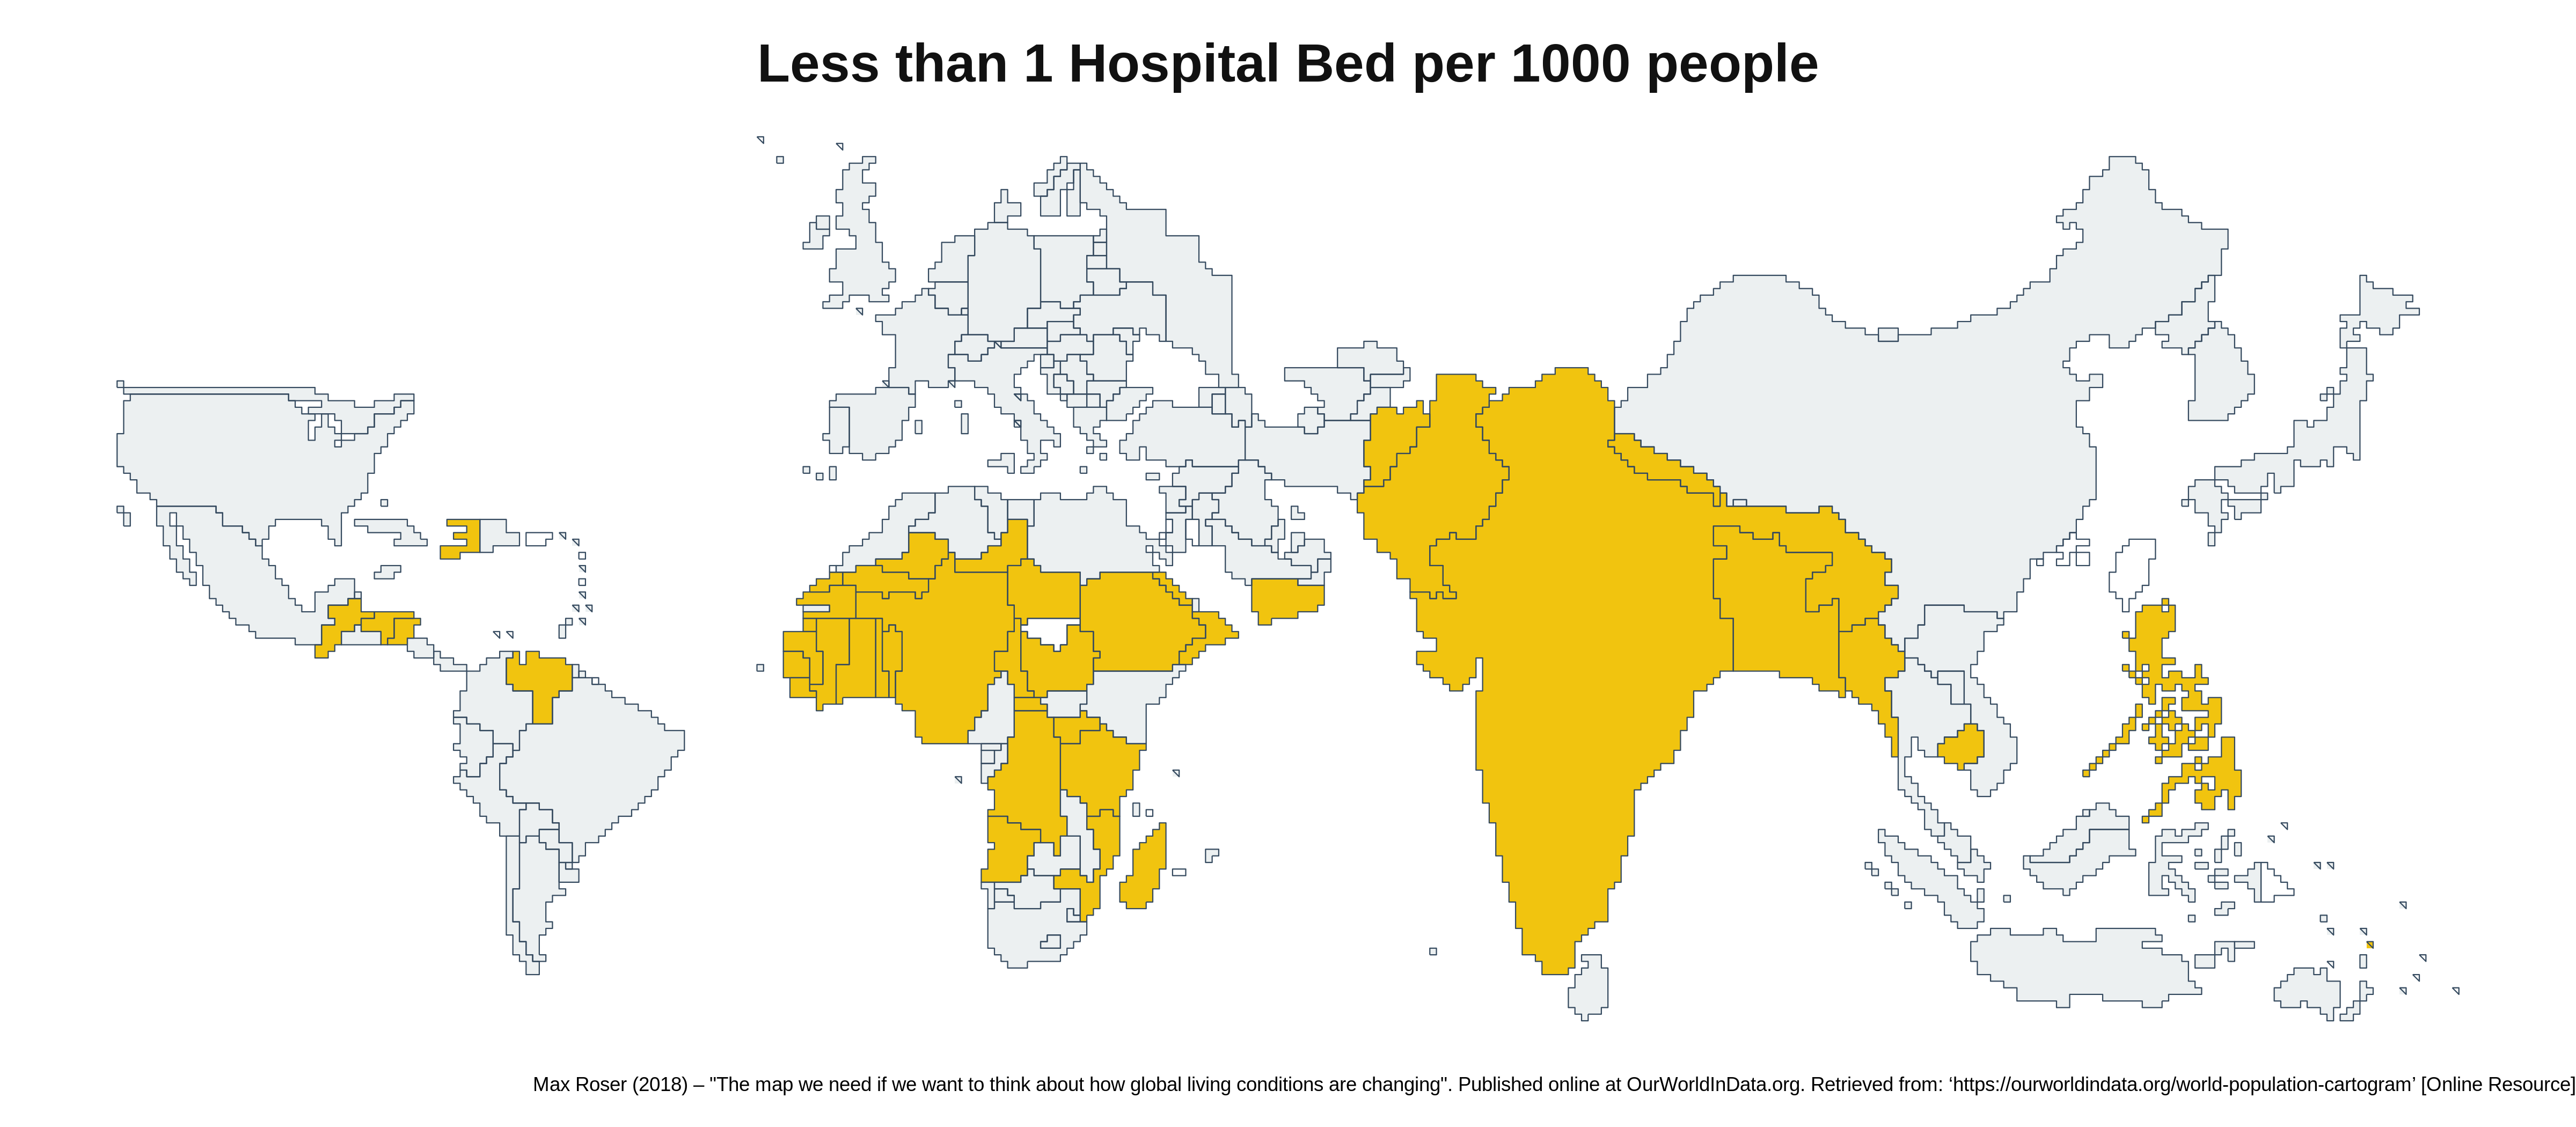 Less than 1 Hospital Bed per 1000 people
Max Roser (2018) – "The map we need if we want to think about how global living conditions are changing". Published online at OurWorldInData.org. Retrieved from: ‘https://ourworldindata.org/world-population-cartogram’ [Online Resource]